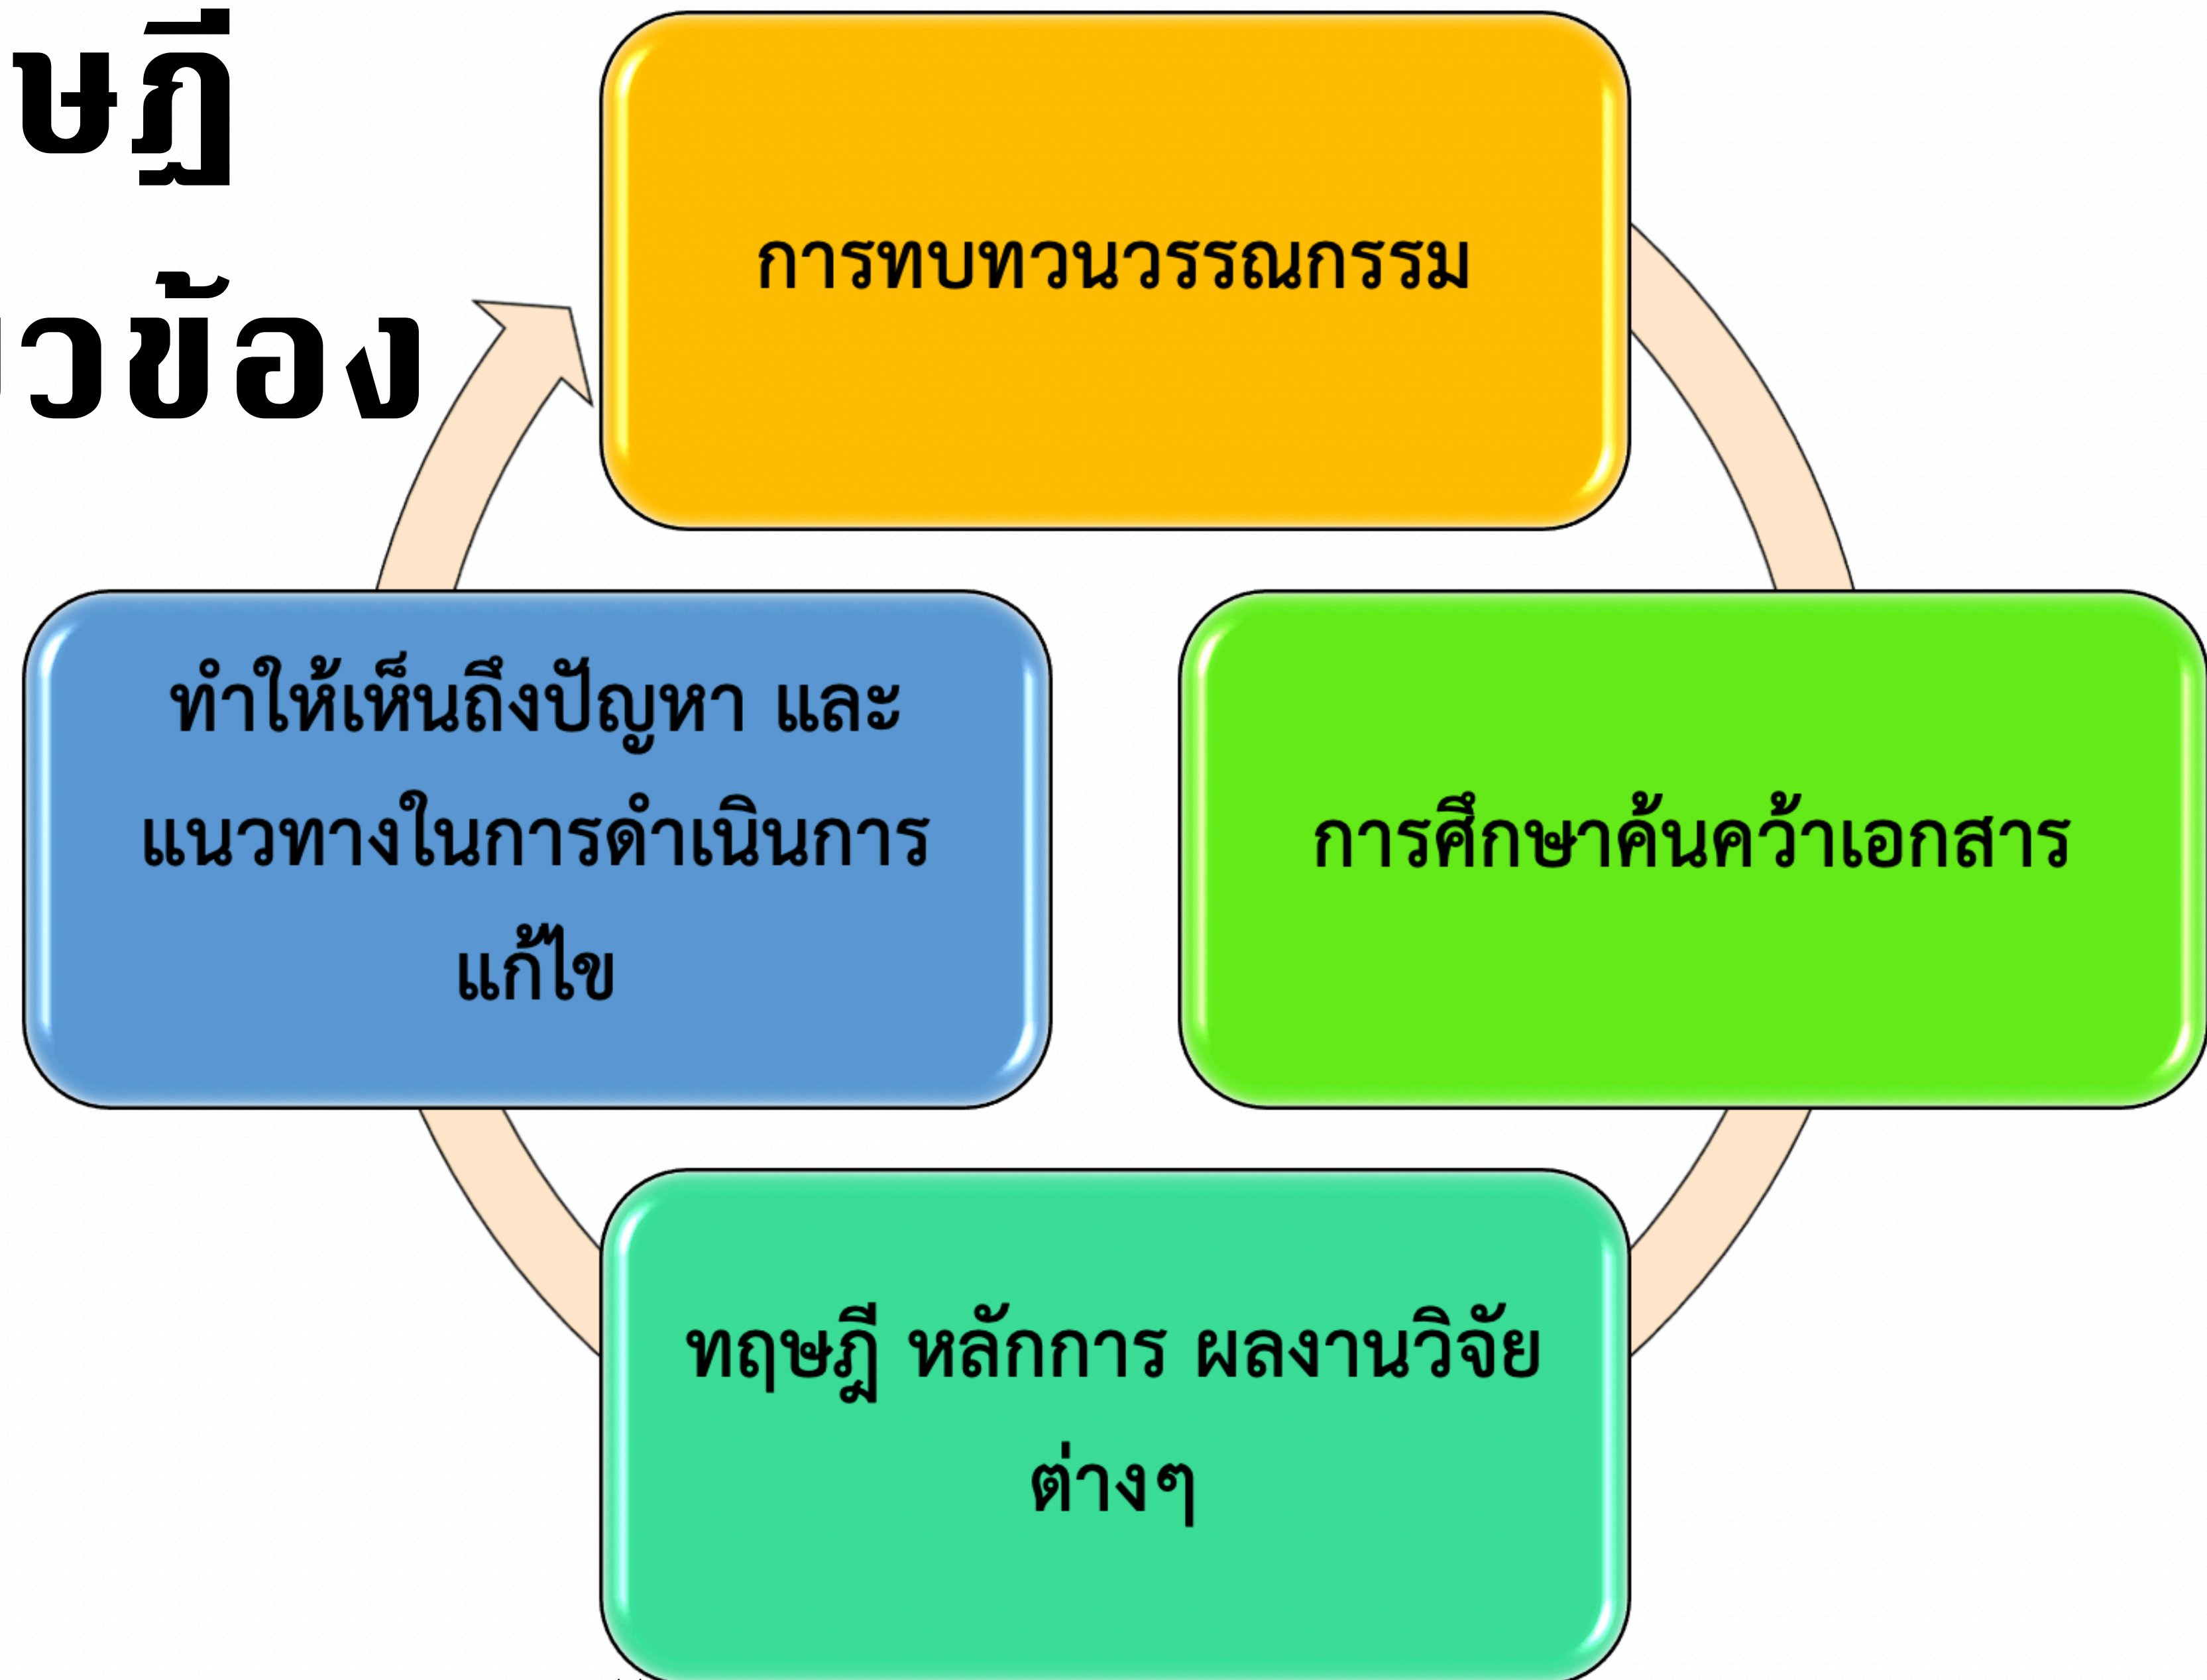 ษฎี
วข้อง
การทบทวนวรรณกรรม
ทำให้เห็นถึงปัญหา และ
แนวทางในการดำเนินการ
แก้ไข
การศึกษาค้นคว้าเอกสาร
ทฤษฎี หลักการ ผลงานวิจัย
ต่างๆ